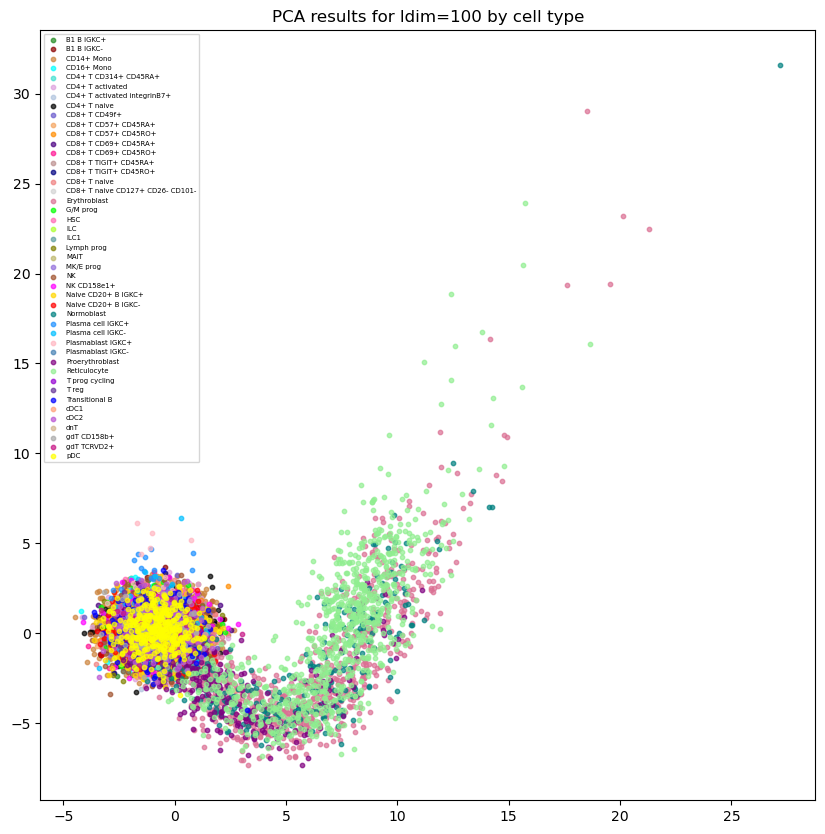 PCA results for ldim=100 by cell type
B1 B IGKC+
B1 B IGKC-
CD14+ Mono
CD16+ Mono
CD4+ T CD314+ CD45RA+
CD4+ T activated
CD4+ T activated integrinB7+
CD4+ T naive
CD8+ T CD49f+
CD8+ T CD57+ CD45RA+
CD8+ T CD57+ CD45RO+
CD8+ T CD69+ CD45RA+
CD8+ T CD69+ CD45RO+
CD8+ T TIGIT+ CD45RA+
CD8+ T TIGIT+ CD45RO+
CD8+ T naive
CD8+ T naive CD127+ CD26- CD101-
Erythroblast
G/M prog
HSC
ILC
ILC1
Lymph prog
MAIT
MK/E prog
NK
NK CD158e1+
Naive CD20+ B IGKC+
Naive CD20+ B IGKC-
Normoblast
Plasma cell IGKC+
Plasma cell IGKC-
Plasmablast IGKC+
Plasmablast IGKC-
Proerythroblast
Reticulocyte
T prog cycling
T reg
Transitional B
cDC1
cDC2
dnT
gdT CD158b+
gdT TCRVD2+
pDC
30
25
20
15
10
5
0
−5
−5 0 5 10 15 20 25